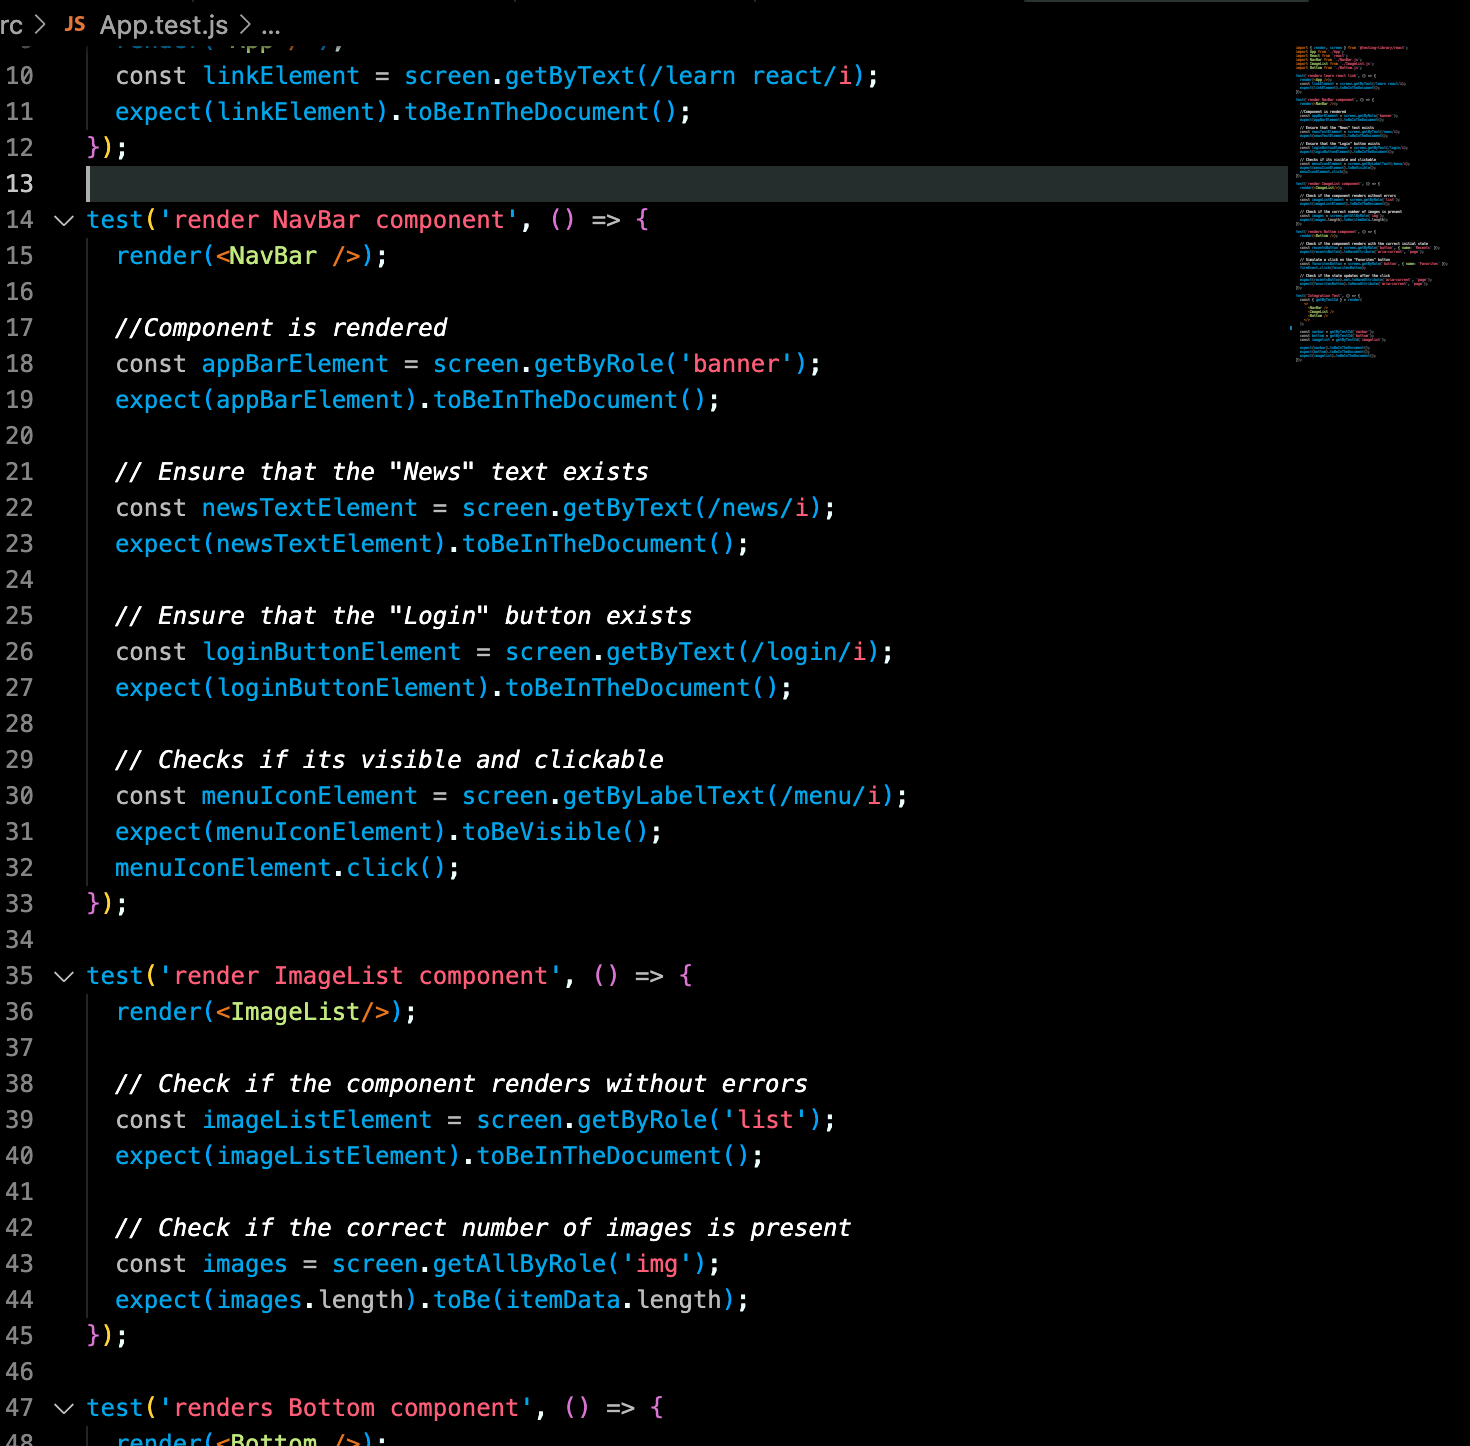 rc > JS App.test.js > ...
10 const linkElement = screen.getByText(/learn react/i);
11 expect(linkElement).toBeInTheDocument();
12 });
13
14 test('render NavBar component', () => {
15 render(<NavBar />);
16
17 //Component is rendered
18 const appBarElement = screen.getByRole('banner');
19 expect(appBarElement).toBeInTheDocument();
20
21 // Ensure that the "News" text exists
22 const newsTextElement = screen.getByText(/news/i);
23 expect(newsTextElement).toBeInTheDocument();
24
25 // Ensure that the "Login" button exists
26 const loginButtonElement = screen.getByText(/login/i);
27 expect(loginButtonElement).toBeInTheDocument();
28
29 // Checks if its visible and clickable
30 const menuIconElement = screen.getByLabelText(/menu/i);
31 expect(menuIconElement).toBeVisible();
32 menuIconElement.click();
33 });
34
35 test('render ImageList component', () => {
36 render(<ImageList/>);
37
38 // Check if the component renders without errors
39 const imageListElement = screen.getByRole('list');
40 expect(imageListElement).toBeInTheDocument();
41
42 // Check if the correct number of images is present
43 const images = screen.getAllByRole('img');
44 expect(images.length).toBe(itemData.length);
45 });
46
47 test('renders Bottom component', () => {
48 render(<Bottom />);